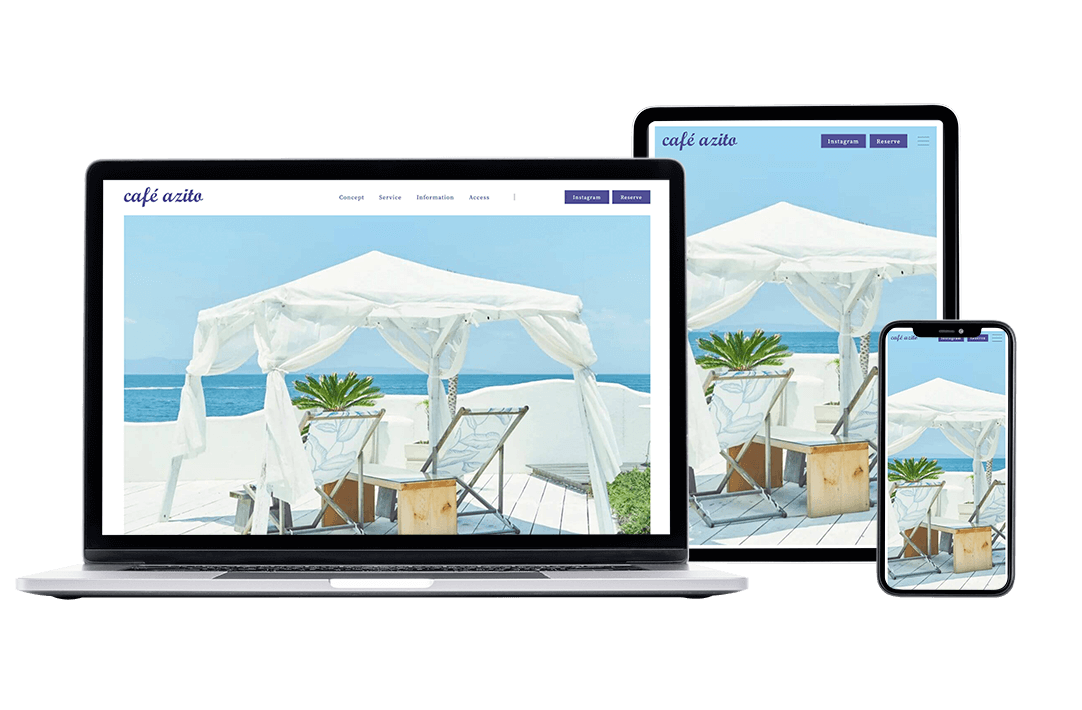 café azito
Concept Service Information Access
Instagram Reserve
café azito
Instagram Reserve
café azito
Instagram Reserve